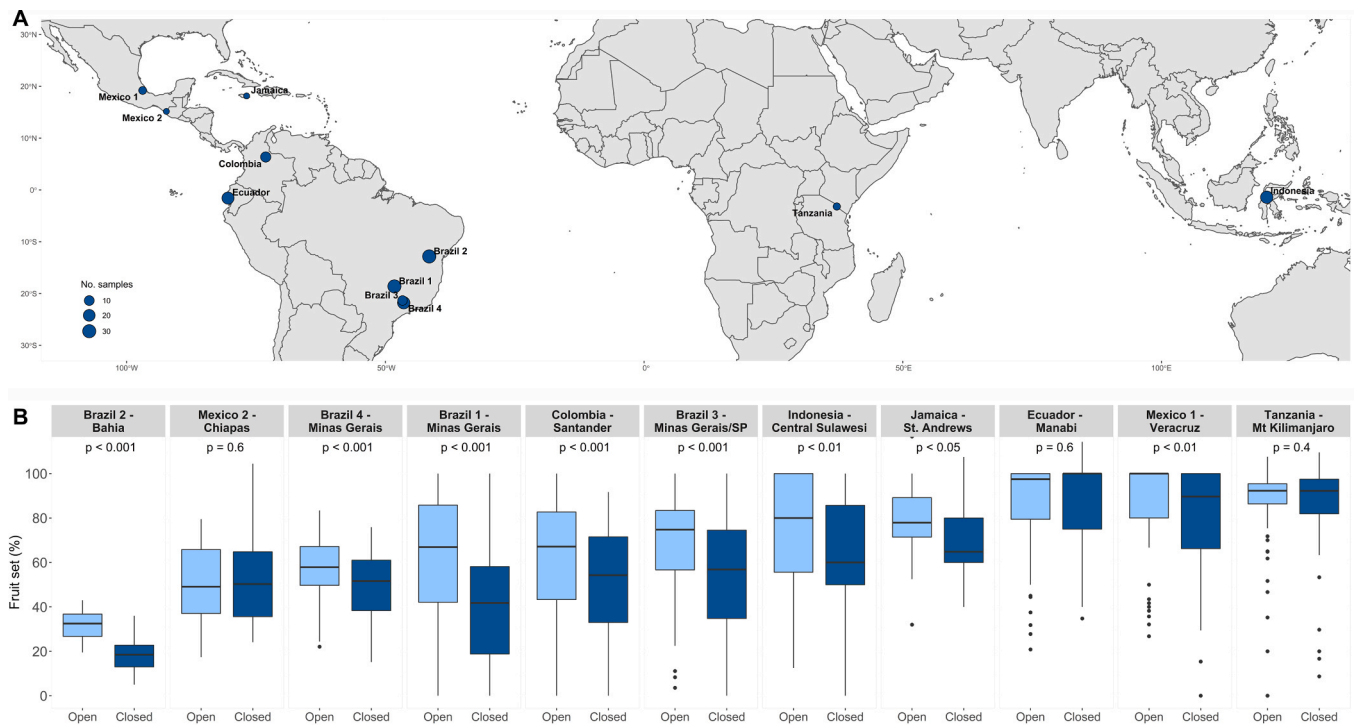 A
30°N
20°N
10°N
0°
10°S
20°S
30°S
Mexico 1
Jamaica
Mexico 2
Colombia
Ecuador
Tanzania
Indonesia
Brazil 2
Brazil 1
Brazil 3
Brazil 4
No. samples
10
20
30
100°W
50°W
0°
50°E
100°E
B
Brazil 2 -
Bahia
Mexico 2 -
Chiapas
Brazil 4 -
Minas Gerais
Brazil 1 -
Minas Gerais
Colombia -
Santander
Brazil 3 -
Minas Gerais/SP
Indonesia -
Central Sulawesi
Jamaica -
St. Andrews
Ecuador -
Manabi
Mexico 1 -
Veracruz
Tanzania -
Mt Kilimanjaro
p < 0.001
p = 0.6
p < 0.001
p < 0.001
p < 0.001
p < 0.001
p < 0.01
p < 0.05
p = 0.6
p < 0.01
p = 0.4
Fruit set (%)
100
80
60
40
20
0
Open Closed
Open Closed
Open Closed
Open Closed
Open Closed
Open Closed
Open Closed
Open Closed
Open Closed
Open Closed
Open Closed